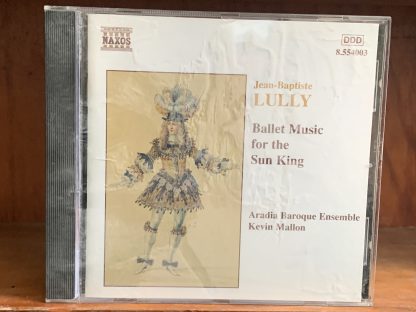 NAXOS
DDD
8.554003
Jean-Baptiste
LULLY
Ballet Music
for the
Sun King
Aradia Baroque Ensemble
Kevin Mallon